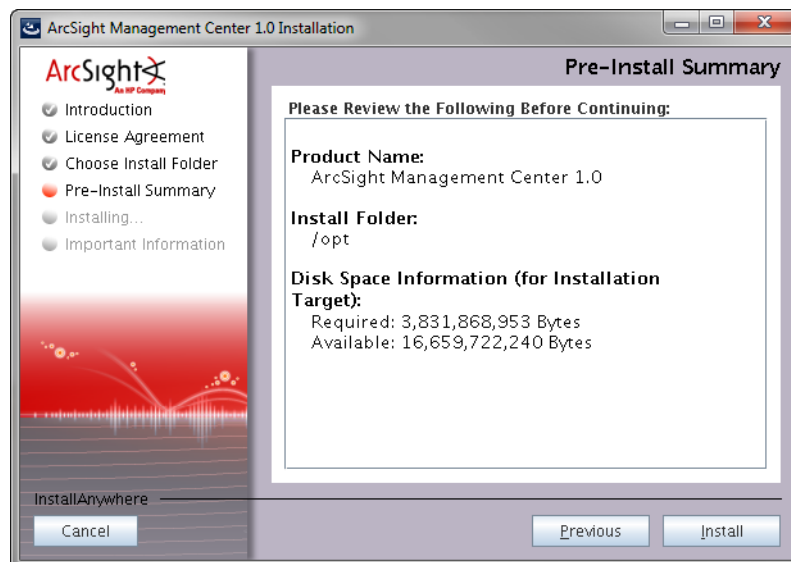 ArcSight Management Center 1.0 Installation
ArcSight
An HP Company
Pre-Install Summary
Introduction
License Agreement
Choose Install Folder
Pre-Install Summary
Installing...
Important Information
Please Review the Following Before Continuing:
Product Name:
ArcSight Management Center 1.0
Install Folder:
/opt
Disk Space Information (for Installation
Target):
Required: 3,831,868,953 Bytes
Available: 16,659,722,240 Bytes
InstallAnywhere
Cancel
Previous
Install